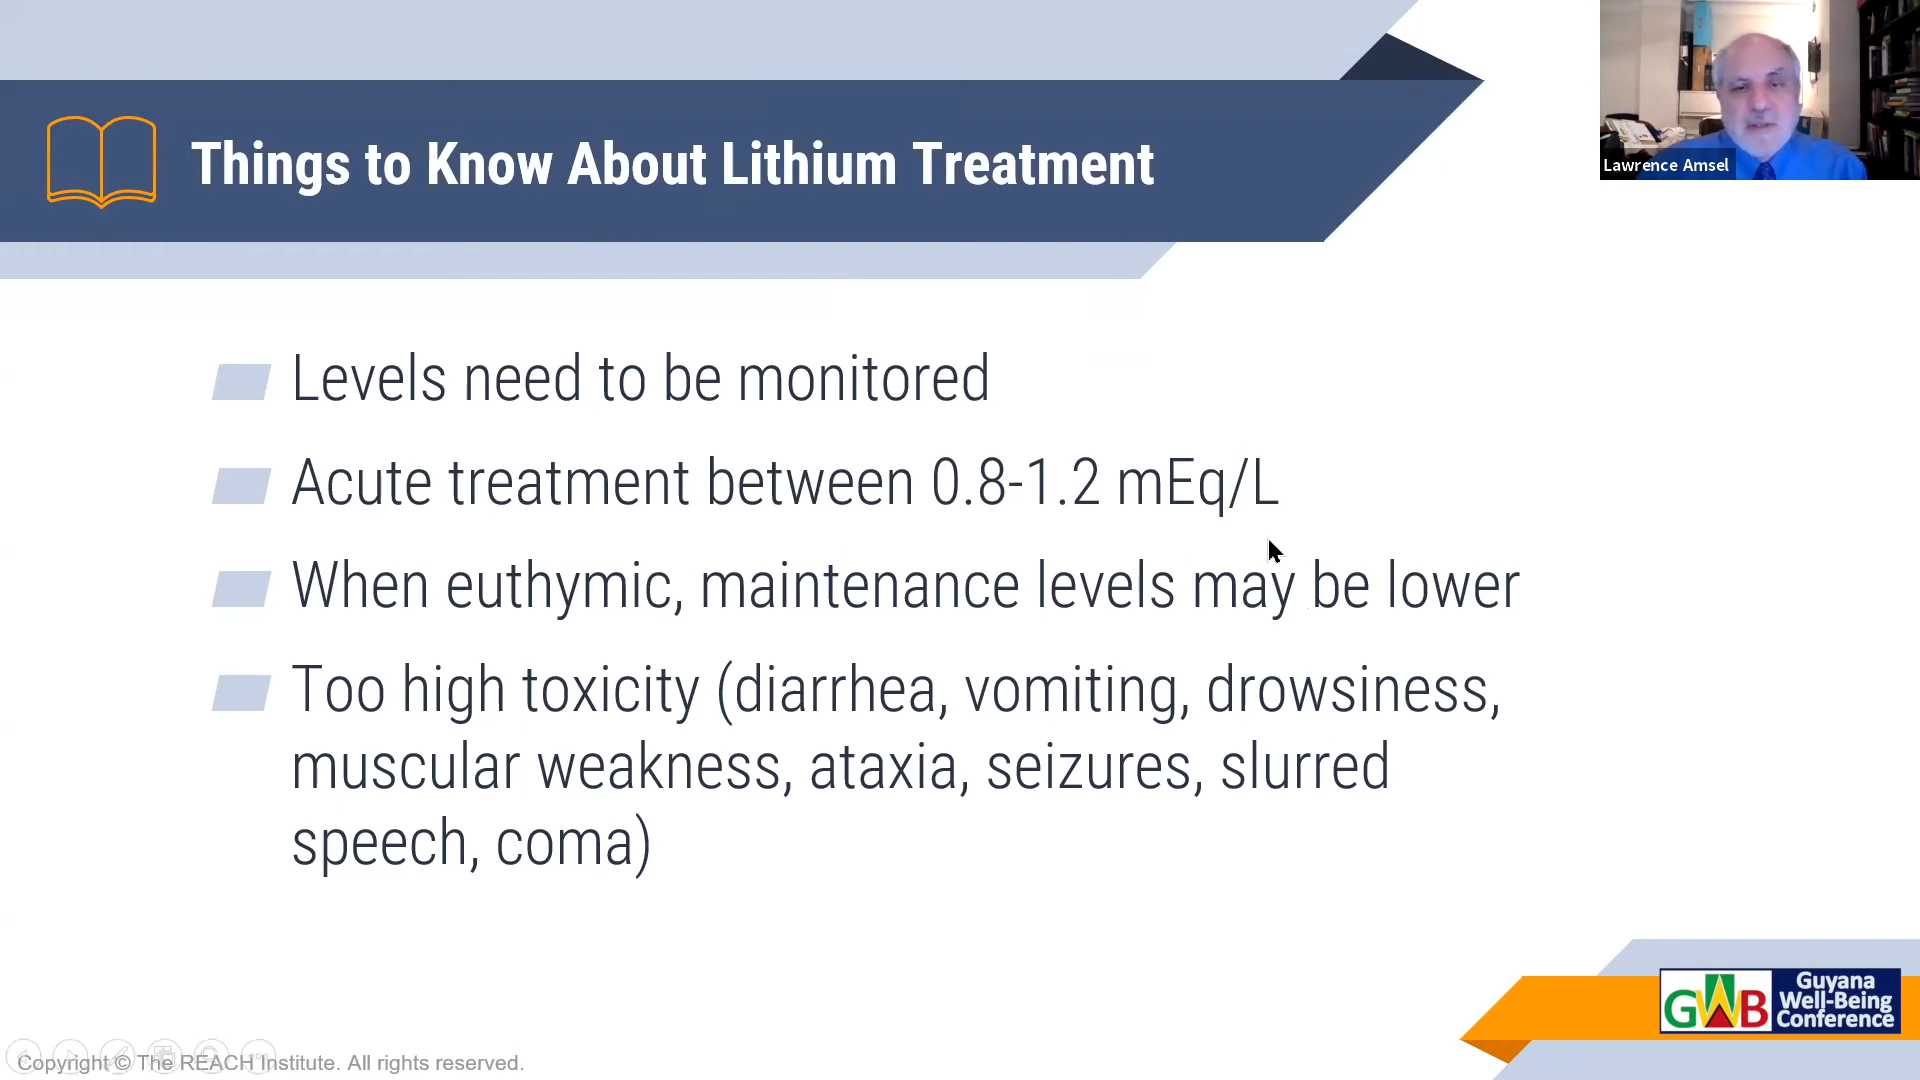 Things to Know About Lithium Treatment
Lawrence Amsel
Levels need to be monitored
Acute treatment between 0.8-1.2 mEq/L
When euthymic, maintenance levels may be lower
Too high toxicity (diarrhea, vomiting, drowsiness,
muscular weakness, ataxia, seizures, slurred
speech, coma)
GWB
Guyana
Well-Being
Conference
Copyright © The REACH Institute. All rights reserved.